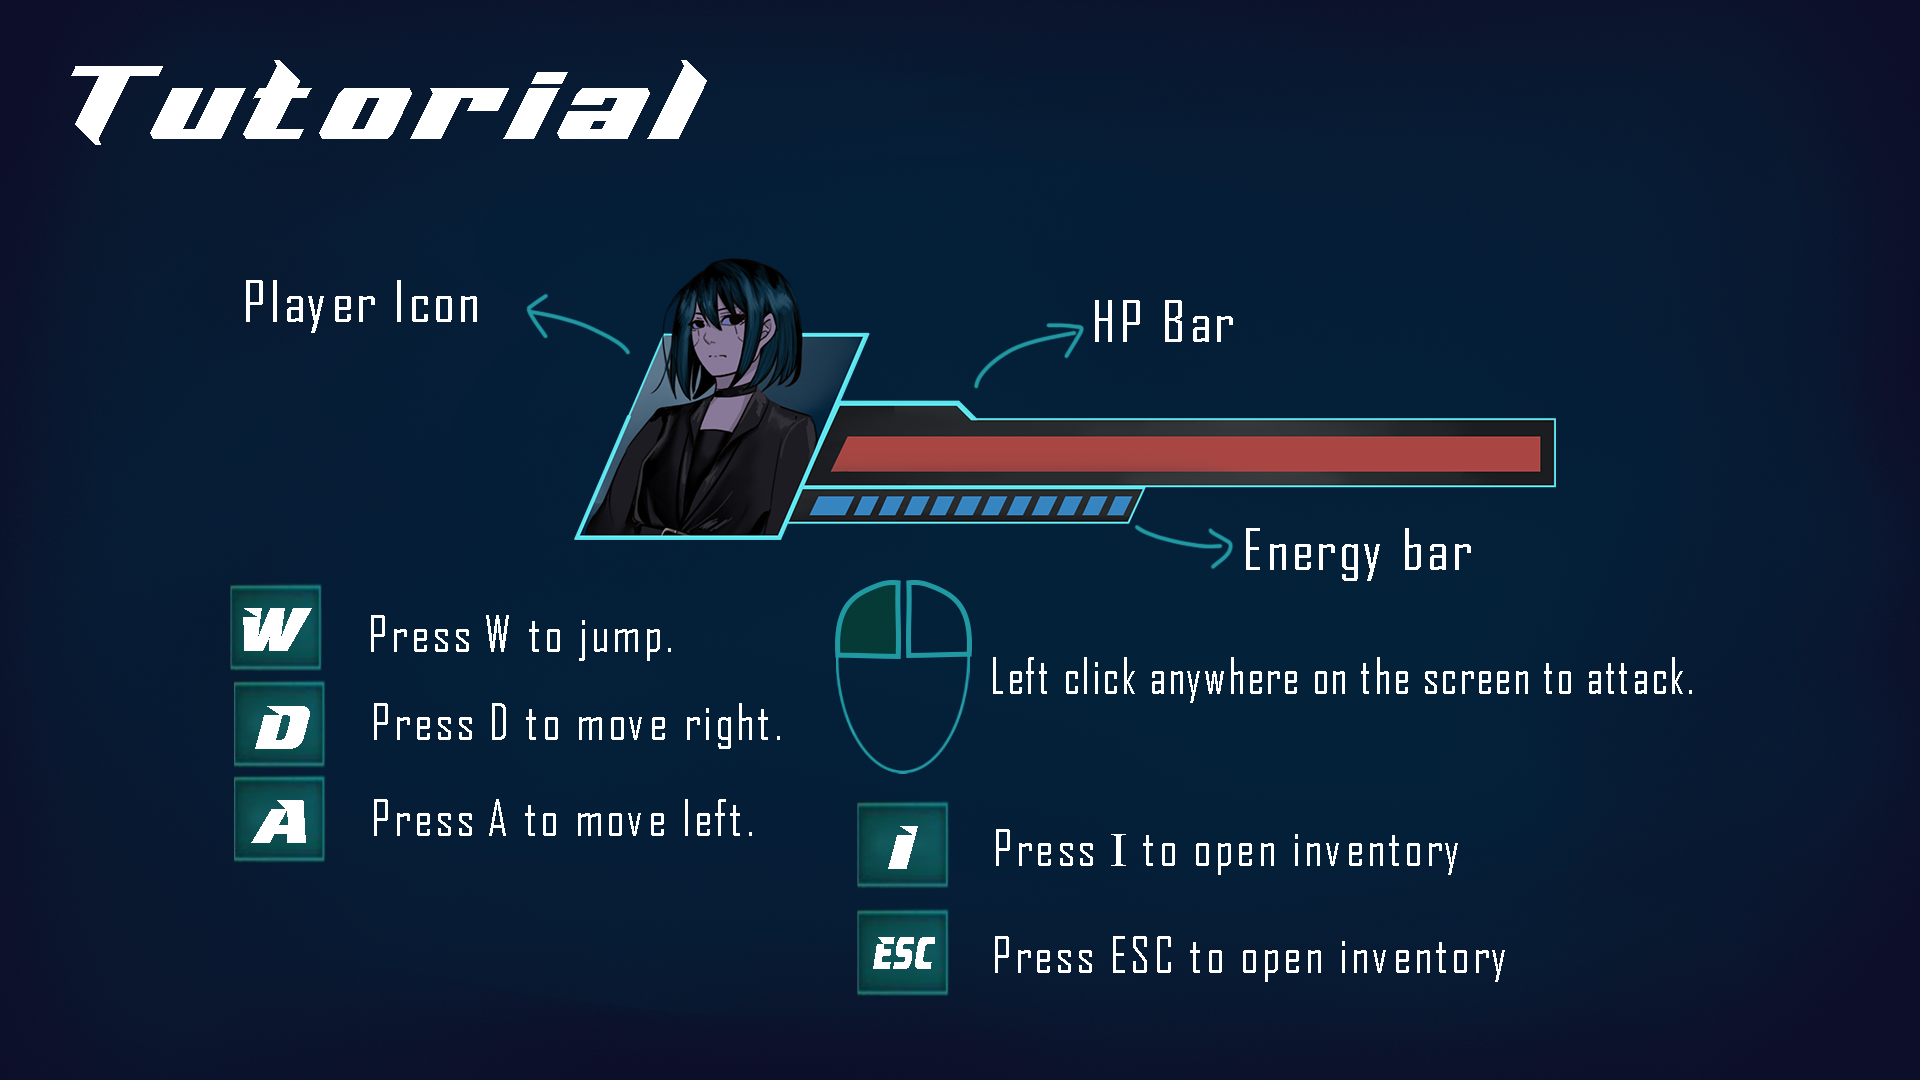 Tutorial
Player Icon
HP Bar
Energy bar
W
Press W to jump.
D
Press D to move right.
A
Press A to move left.
Left click anywhere on the screen to attack.
I
Press I to open inventory
ESC
Press ESC to open inventory